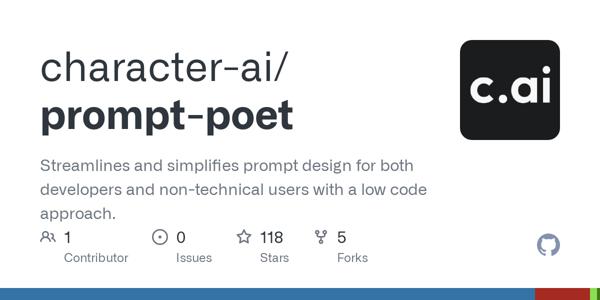 character-ai/
prompt-poet
c.ai
Streamlines and simplifies prompt design for both
developers and non-technical users with a low code
approach.
1
Contributor
0
Issues
118
Stars
5
Forks